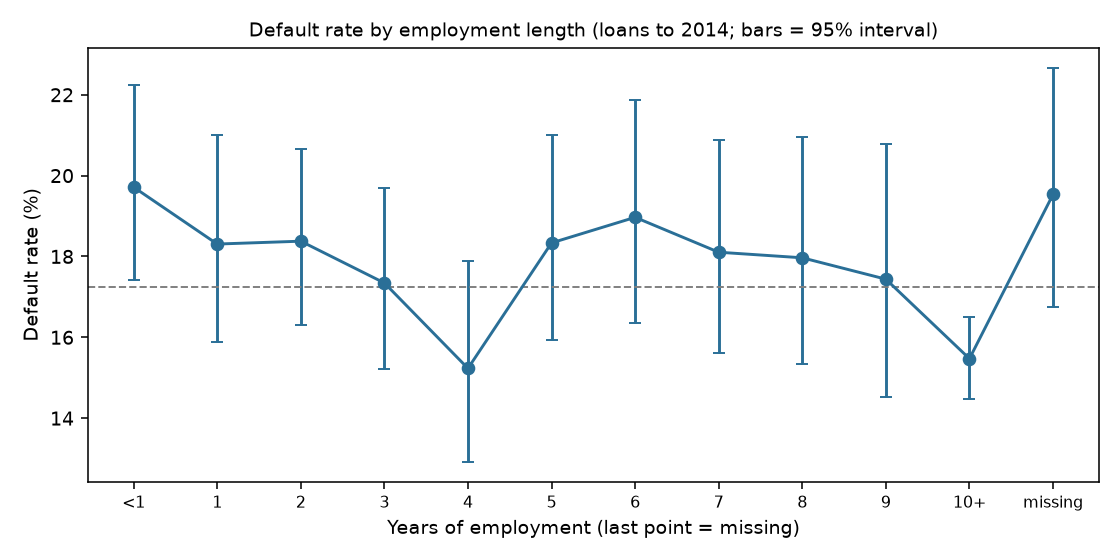 Default rate by employment length (loans to 2014; bars = 95% interval)
Default rate (%)
22
20
18
16
14
<1 1 2 3 4 5 6 7 8 9 10+ missing
Years of employment (last point = missing)